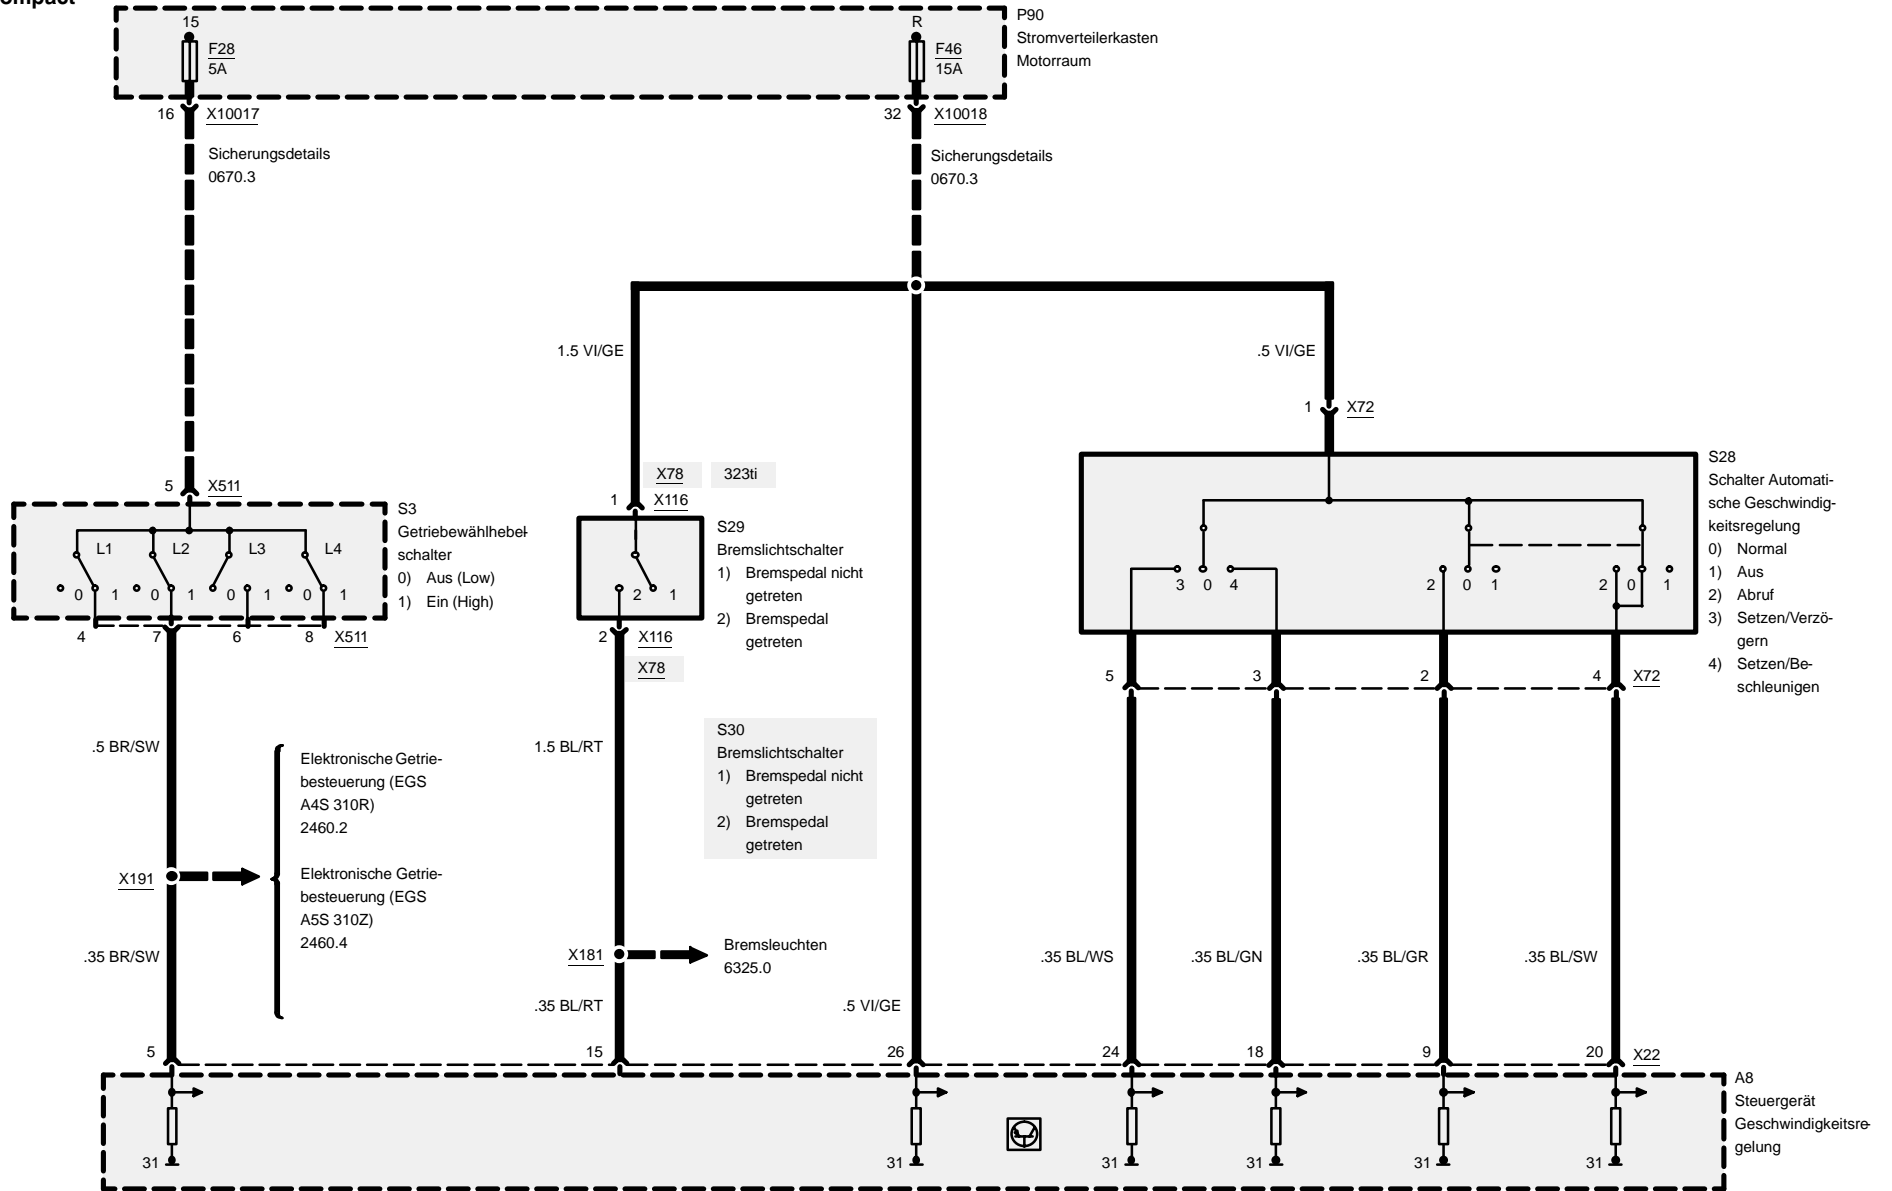 ompact
15
F28
5A
R
F46
15A
P90
Stromverteilerkasten
Motorraum
16 X10017
32 X10018
Sicherungsdetails
0670.3
Sicherungsdetails
0670.3
1.5 VI/GE
.5 VI/GE
1 X72
5 X511
S3
Getriebewählhebel-
schalter
0) Aus (Low)
1) Ein (High)
L1 L2 L3 L4
0 1 0 1 0 1 0 1
4 7 6 8 X511
X78 323ti
1 X116
S29
Bremslichtschalter
1) Bremspedal nicht
getreten
2) Bremspedal
getreten
2 1
2 X116
X78
S28
Schalter Automati-
sche Geschwindig-
keitsregelung
0) Normal
1) Aus
2) Abruf
3) Setzen/Verzö-
gern
4) Setzen/Be-
schleunigen
3 0 4 2 0 1 2 0 1
5 3 2 4 X72
.5 BR/SW
Elektronische Getrie-
besteuerung (EGS
A4S 310R)
2460.2
Elektronische Getrie-
besteuerung (EGS
A5S 310Z)
2460.4
X191
.35 BR/SW
1.5 BL/RT
S30
Bremslichtschalter
1) Bremspedal nicht
getreten
2) Bremspedal
getreten
X181
Bremsleuchten
6325.0
.35 BL/RT
.5 VI/GE
.35 BL/WS
.35 BL/GN
.35 BL/GR
.35 BL/SW
5 15 26 24 18 9 20 X22
A8
Steuergerät
Geschwindigkeitsre-
gelung
31 31 31 31 31 31